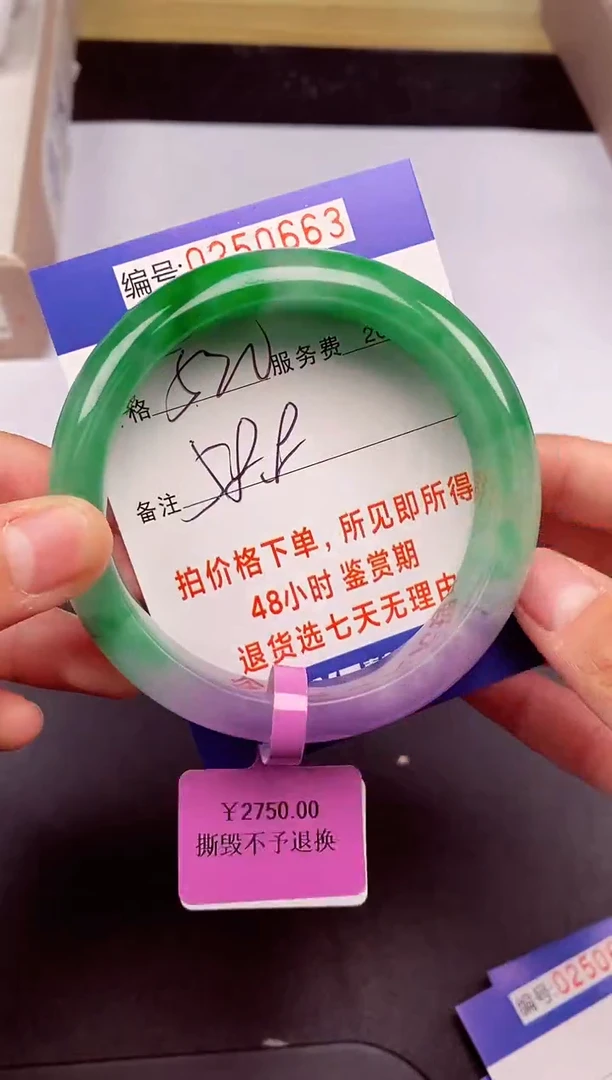 编号:0250663
格 服务费
备注
拍价格下单，所见即所得
48小时 鉴赏期
退货选七天无理由
￥2750.00
撕毁不予退换
编号:0250